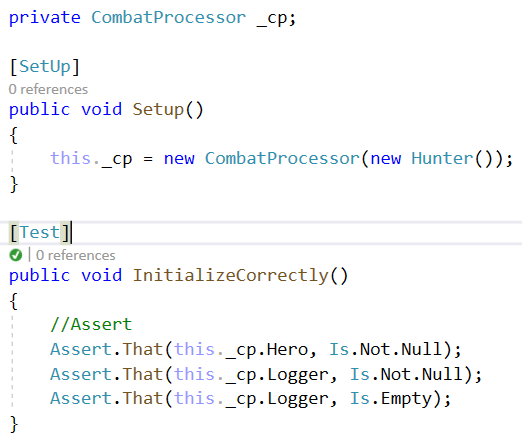 private CombatProcessor _cp;
[SetUp]
0 references
public void Setup()
{
this._cp = new CombatProcessor(new Hunter());
}
[Test]
| 0 references
public void InitializeCorrectly()
{
//Assert
Assert.That(this._cp.Hero, Is.Not.Null);
Assert.That(this._cp.Logger, Is.Not.Null);
Assert.That(this._cp.Logger, Is.Empty);
}